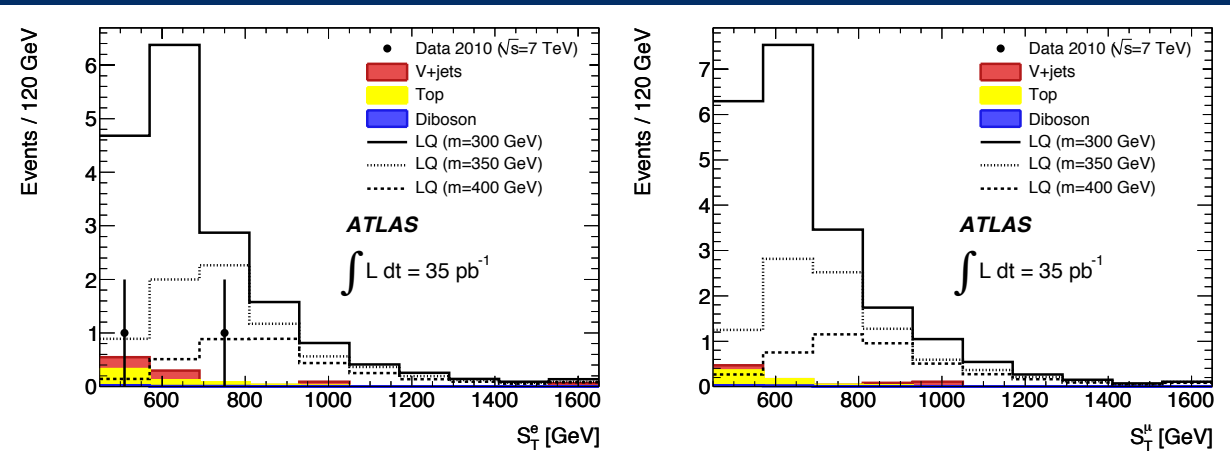 Events / 120 GeV
6
5
4
3
2
1
0
Data 2010 (√s=7 TeV)
V+jets
Top
Diboson
LQ (m=300 GeV)
LQ (m=350 GeV)
LQ (m=400 GeV)
ATLAS
∫ L dt = 35 pb⁻¹
600 800 1000 1200 1400 1600
S_T^e [GeV]
Events / 120 GeV
7
6
5
4
3
2
1
0
Data 2010 (√s=7 TeV)
V+jets
Top
Diboson
LQ (m=300 GeV)
LQ (m=350 GeV)
LQ (m=400 GeV)
ATLAS
∫ L dt = 35 pb⁻¹
600 800 1000 1200 1400 1600
S_T^μ [GeV]